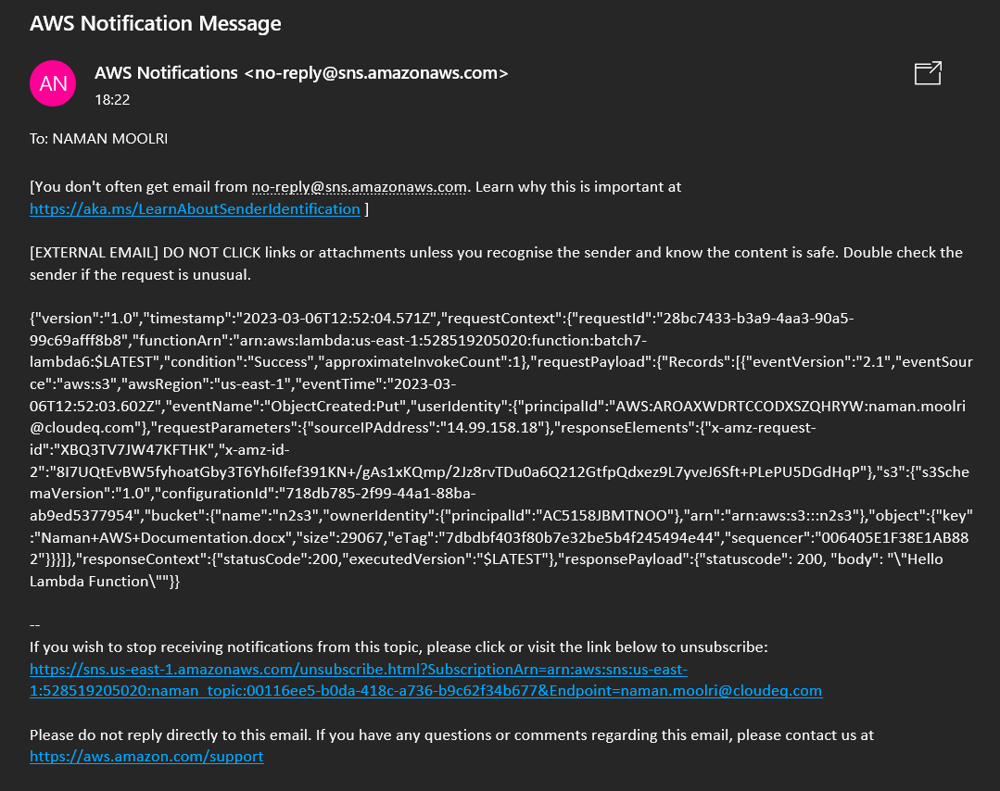 AWS Notification Message
AN
AWS Notifications <no-reply@sns.amazonaws.com>
18:22
To: NAMAN MOOLRI
[You don't often get email from no-reply@sns.amazonaws.com. Learn why this is important at
https://aka.ms/LearnAboutSenderIdentification ]
[EXTERNAL EMAIL] DO NOT CLICK links or attachments unless you recognise the sender and know the content is safe. Double check the
sender if the request is unusual.
{"version":"1.0","timestamp":"2023-03-06T12:52:04.571Z","requestContext":{"requestId":"28bc7433-b3a9-4aa3-90a5-
99c69afff8b8","functionArn":"arn:aws:lambda:us-east-1:528519205020:function:batch7-
lambda6:$LATEST","condition":"Success","approximateInvokeCount":1},"requestPayload":{"Records":[{"eventVersion":"2.1","eventSour
ce":"aws:s3","awsRegion":"us-east-1","eventTime":"2023-03-
06T12:52:03.602Z","eventName":"ObjectCreated:Put","userIdentity":{"principalId":"AWS:AROAXWDRTCCODXSZQHRYW:naman.moolri
@cloudeq.com"},"requestParameters":{"sourceIPAddress":"14.99.158.18"},"responseElements":{"x-amz-request-
id":"XBQ3TV7JW47KFTHK","x-amz-id-
2":"8I7UQtEvBW5fyhoatGby3T6Yh6Ifef391KN+/gAs1xKQmp/2Jz8rvTDu0a6Q212GtfpQdxez9L7yveJ6Sft+PLePU5DGdHqP"},"s3":{"s3Sche
maVersion":"1.0","configurationId":"718db785-2f99-44a1-88ba-
ab9ed5377954","bucket":{"name":"n2s3","ownerIdentity":{"principalId":"AC5158JBMTNOO"},"arn":"arn:aws:s3:::n2s3"},"object":{"key"
:"Naman+AWS+Documentation.docx","size":29067,"eTag":"7dbdbf403f80b7e32be5b4f245494e44","sequencer":"006405E1F38E1AB88
2"}}}]},"responseContext":{"statusCode":200,"executedVersion":"$LATEST"},"responsePayload":{"statuscode": 200, "body": "\"Hello
Lambda Function\""}}
--
If you wish to stop receiving notifications from this topic, please click or visit the link below to unsubscribe:
https://sns.us-east-1.amazonaws.com/unsubscribe.html?SubscriptionArn=arn:aws:sns:us-east-
1:528519205020:naman_topic:00116ee5-b0da-418c-a736-b9c62f34b677&Endpoint=naman.moolri@cloudeq.com
Please do not reply directly to this email. If you have any questions or comments regarding this email, please contact us at
https://aws.amazon.com/support